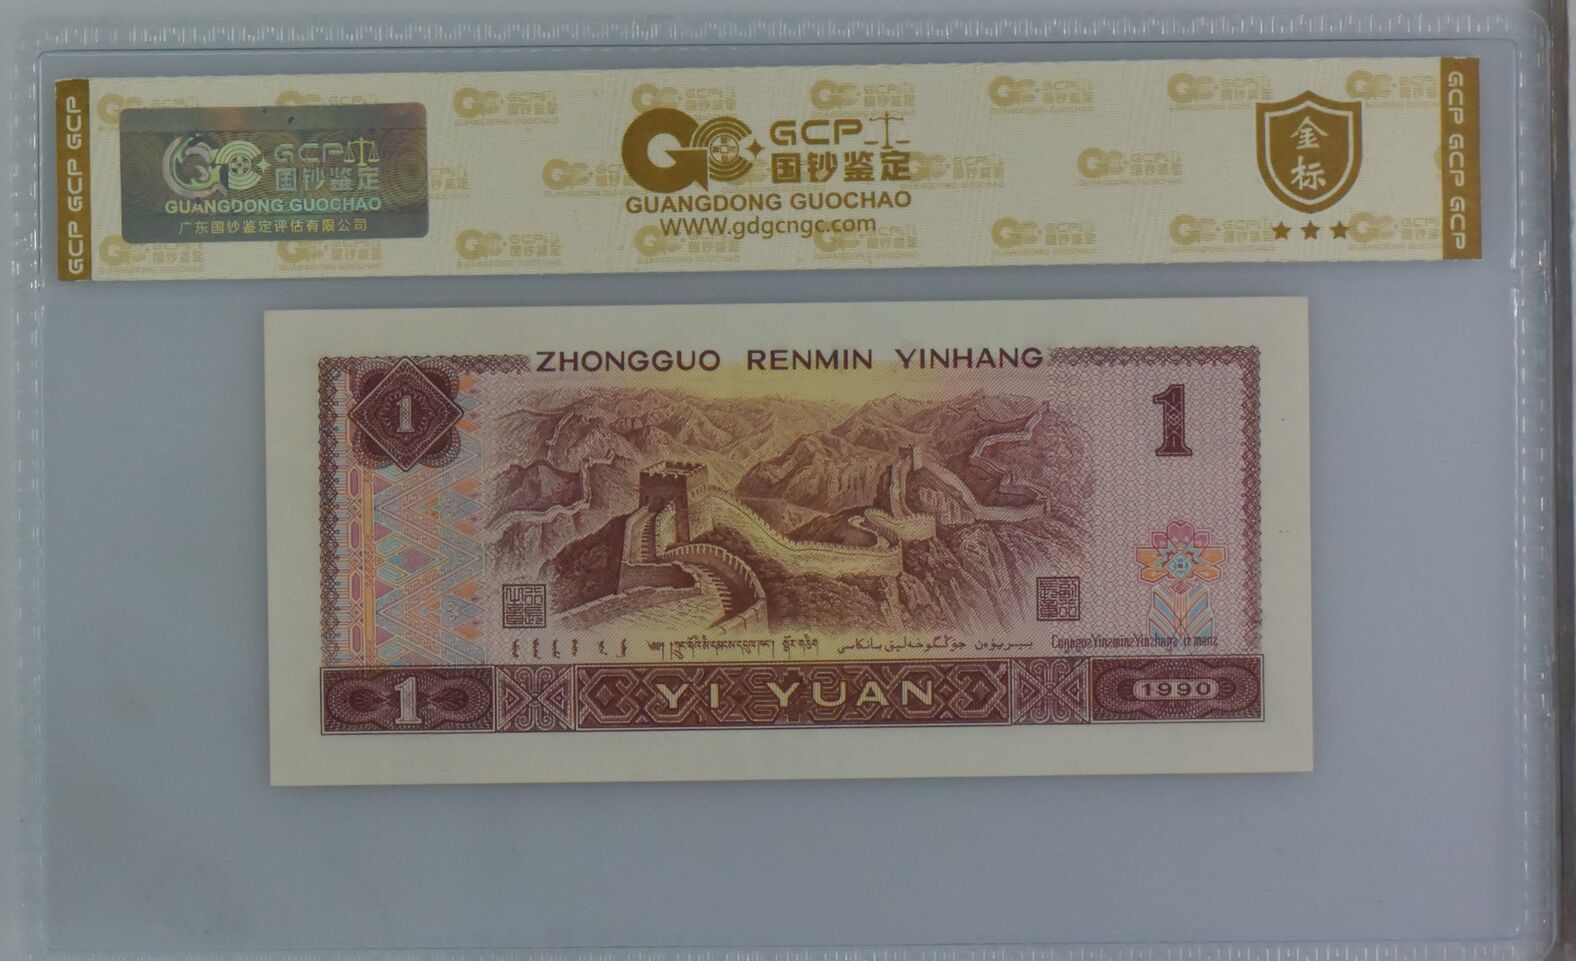 GCP GCP GCP
GCP
国钞鉴定
GUANGDONG GUOCHAO
广东国钞鉴定评估有限公司
GCP
国钞鉴定
GUANGDONG GUOCHAO
WWW.gdgcngc.com
金
标
GCP GCP GCP
ZHONGGUO RENMIN YINHANG
1
1
1
YI YUAN
1990